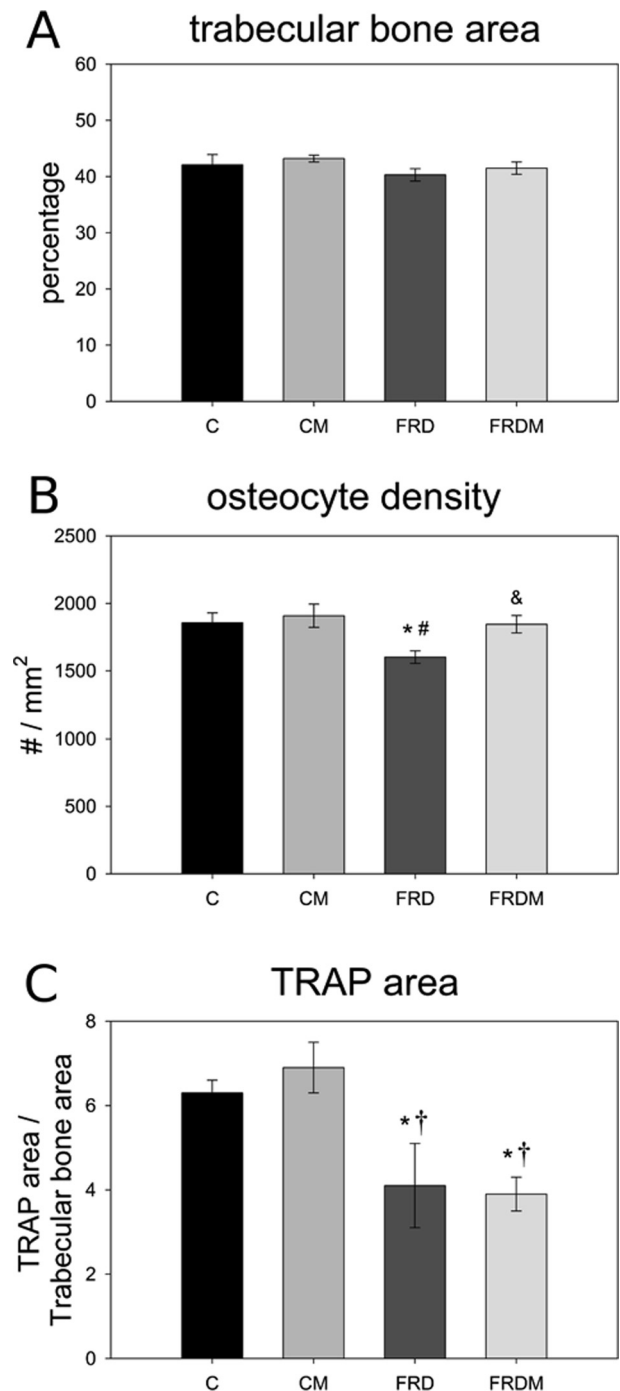 A trabecular bone area
percentage
60
50
40
30
20
10
0
C CM FRD FRDM
B osteocyte density
# / mm²
2500
2000
1500
1000
500
0
* #
&
C CM FRD FRDM
C TRAP area
TRAP area /
Trabecular bone area
8
6
4
2
0
* †
* †
C CM FRD FRDM